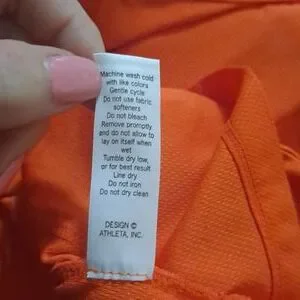 Machine wash cold
with like colors
Gentle cycle
Do not use fabric
softeners
Do not bleach
Remove promptly
and do not allow to
lay on itself when
wet
Tumble dry low,
or for best result
Line dry
Do not iron
Do not dry clean
DESIGN ©
ATHLETA, INC.